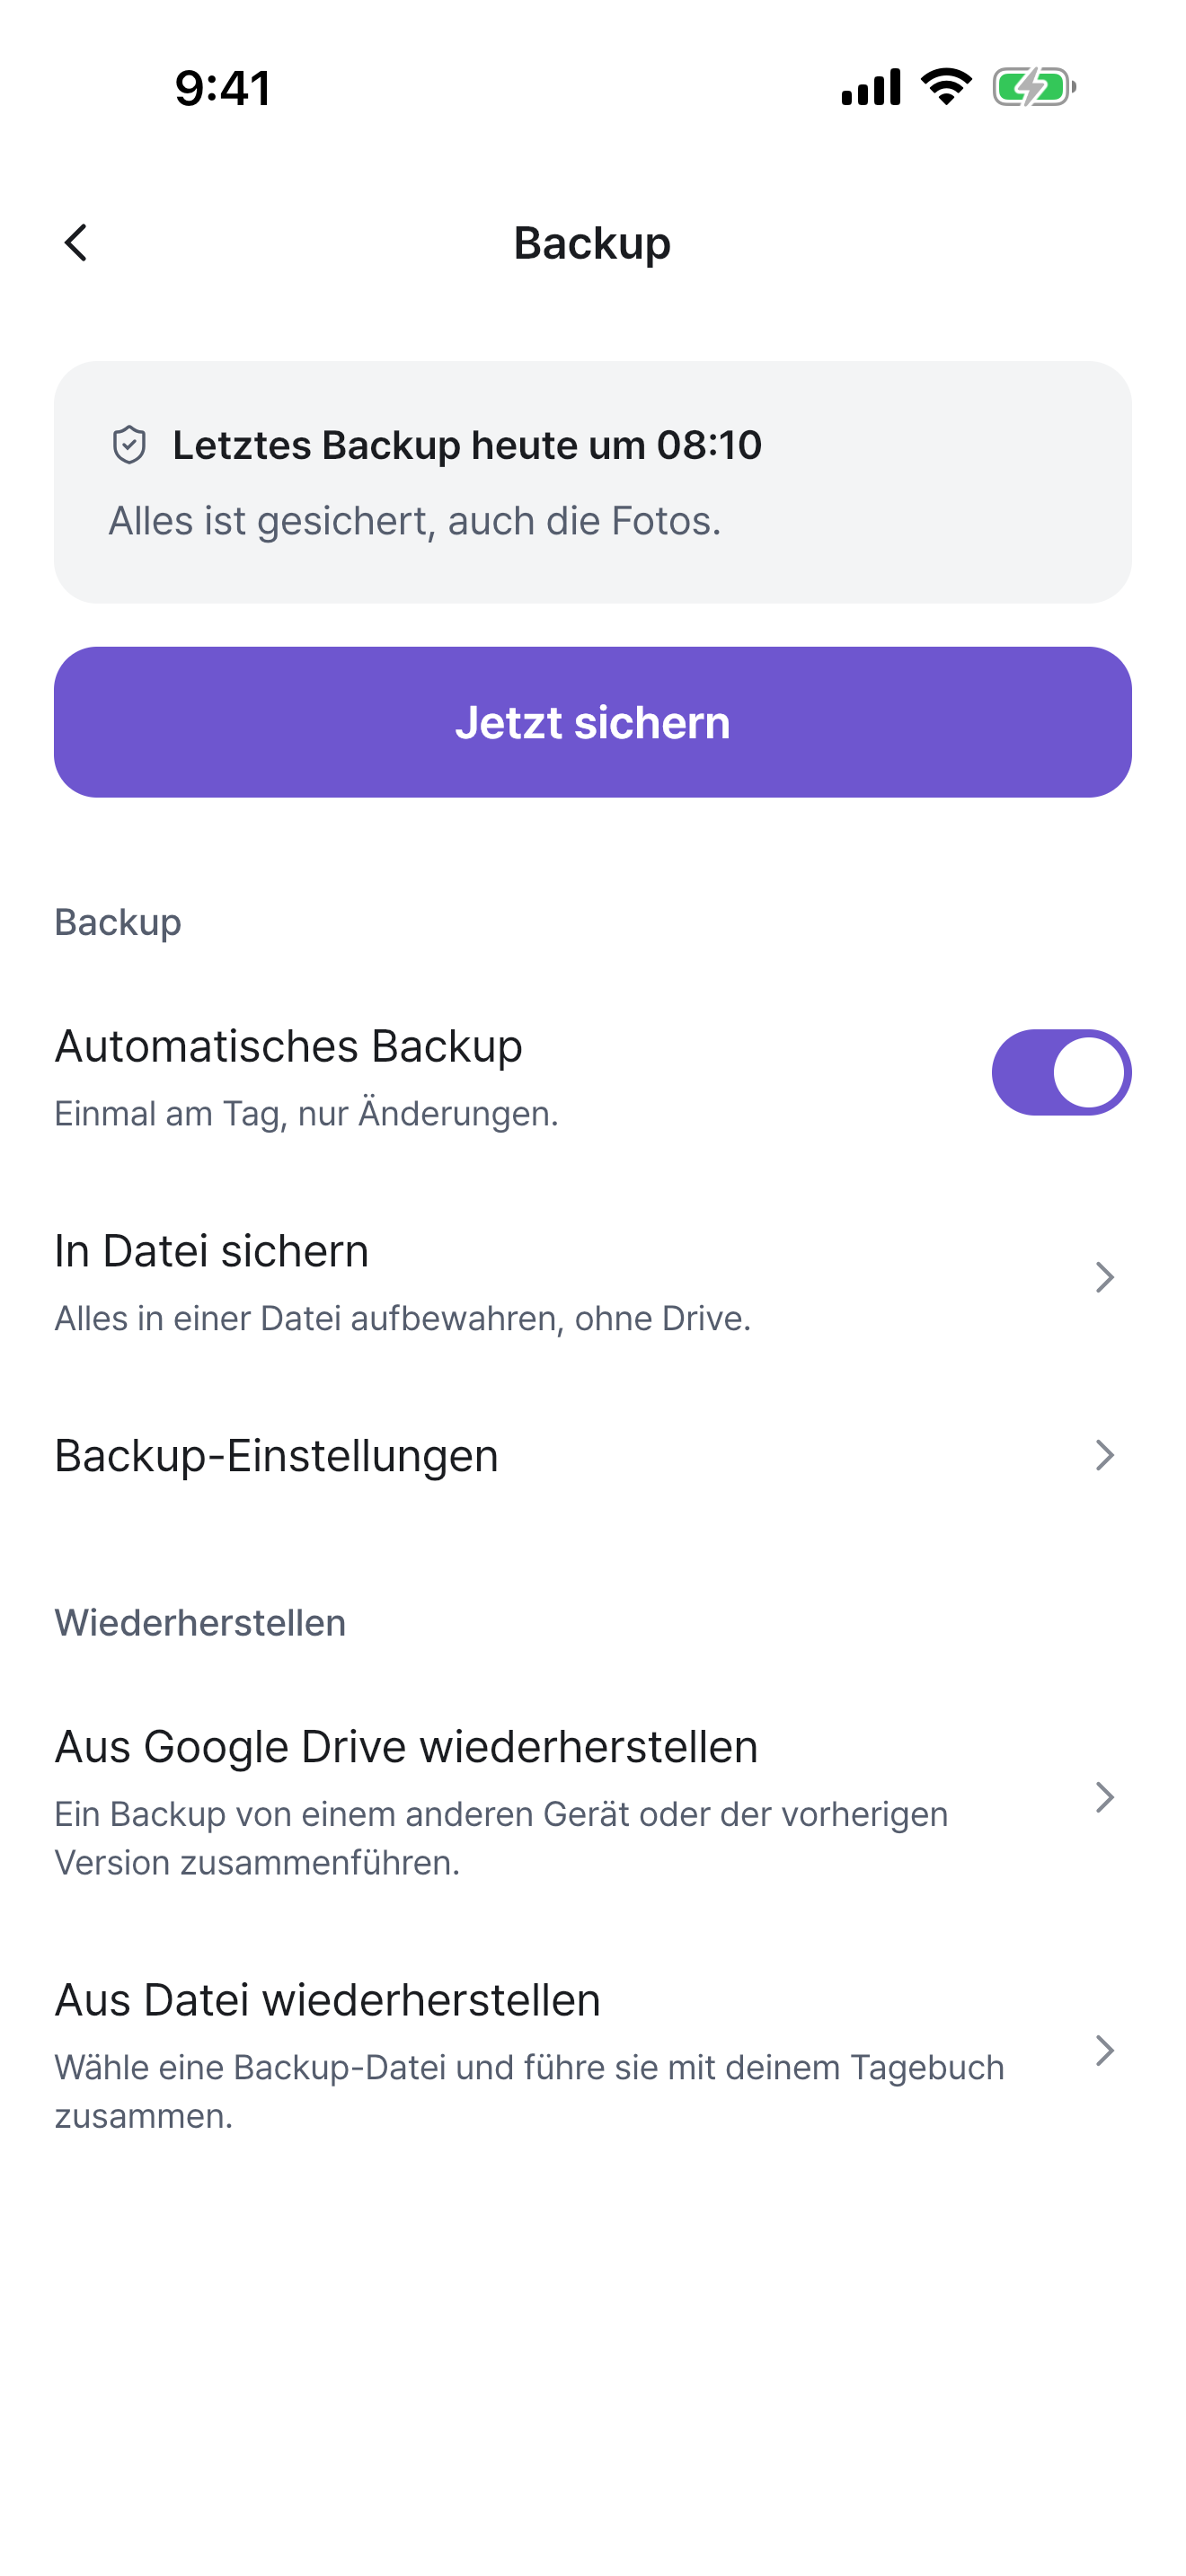 9:41
Backup
Letztes Backup heute um 08:10
Alles ist gesichert, auch die Fotos.
Jetzt sichern
Backup
Automatisches Backup
Einmal am Tag, nur Änderungen.
In Datei sichern
Alles in einer Datei aufbewahren, ohne Drive.
Backup-Einstellungen
Wiederherstellen
Aus Google Drive wiederherstellen
Ein Backup von einem anderen Gerät oder der vorherigen
Version zusammenführen.
Aus Datei wiederherstellen
Wähle eine Backup-Datei und führe sie mit deinem Tagebuch
zusammen.